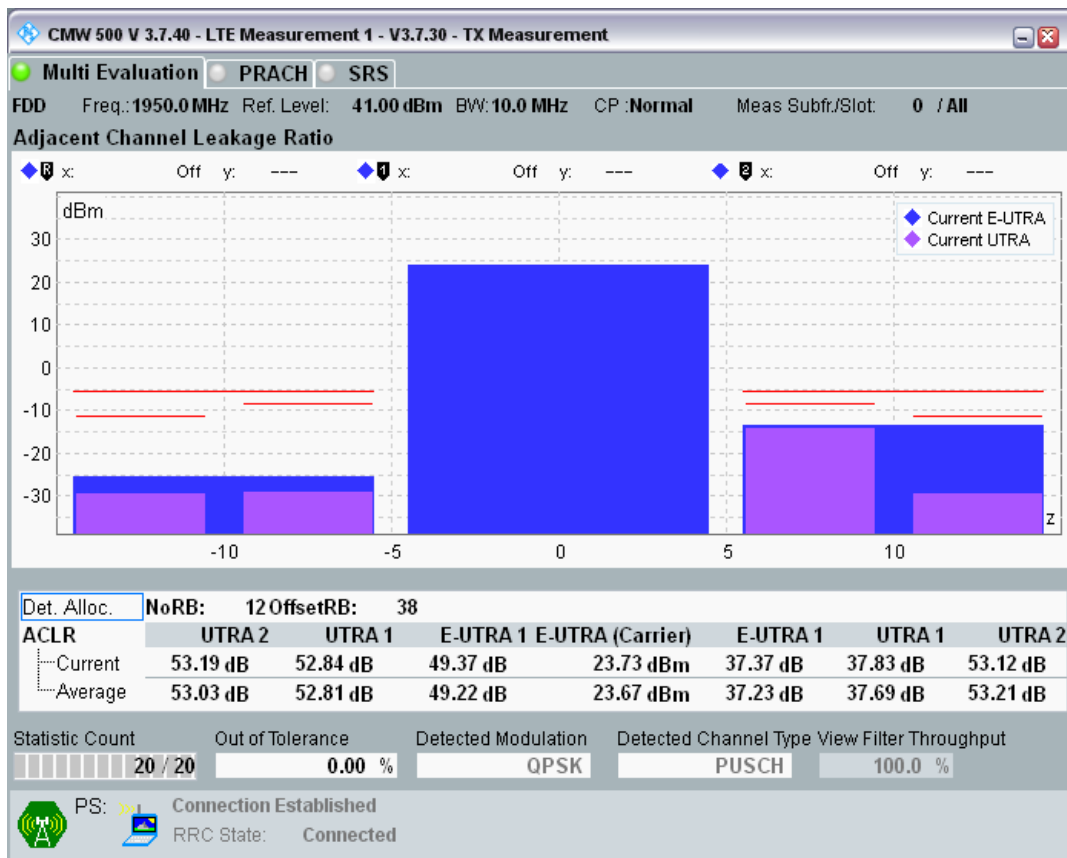 CMW 500 V 3.7.40 - LTE Measurement 1 - V3.7.30 - TX Measurement
Multi Evaluation PRACH SRS
FDD Freq.: 1950.0 MHz Ref. Level: 41.00 dBm BW: 10.0 MHz CP :Normal Meas Subfr./Slot: 0 / All
Adjacent Channel Leakage Ratio
R x: Off y: --- 1 x: Off y: --- 2 x: Off y: ---
dBm
Current E-UTRA
Current UTRA
30
20
10
0
-10
-20
-30
z
-10 -5 0 5 10
Det. Alloc. NoRB: 12 OffsetRB: 38
ACLR UTRA 2 UTRA 1 E-UTRA 1 E-UTRA (Carrier) E-UTRA 1 UTRA 1 UTRA 2
Current 53.19 dB 52.84 dB 49.37 dB 23.73 dBm 37.37 dB 37.83 dB 53.12 dB
Average 53.03 dB 52.81 dB 49.22 dB 23.67 dBm 37.23 dB 37.69 dB 53.21 dB
Statistic Count Out of Tolerance Detected Modulation Detected Channel Type View Filter Throughput
20 / 20 0.00 % QPSK PUSCH 100.0 %
PS: Connection Established
RRC State: Connected